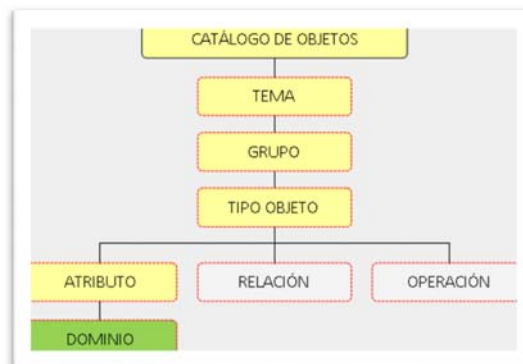 CATÁLOGO DE OBJETOS
TEMA
GRUPO
TIPO OBJETO
ATRIBUTO
RELACIÓN
OPERACIÓN
DOMINIO